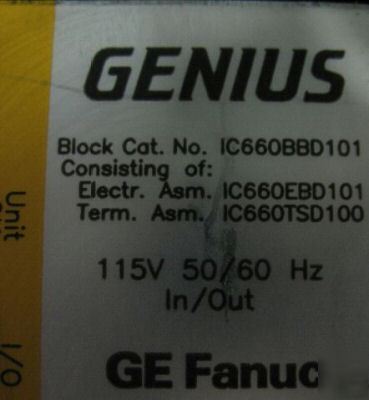 GENIUS
Block Cat. No. IC660BBD101
Consisting of:
Electr. Asm. IC660EBD101
Term. Asm. IC660TSD100
115V 50/60 Hz
In/Out
GE Fanuc
Unit
I/O